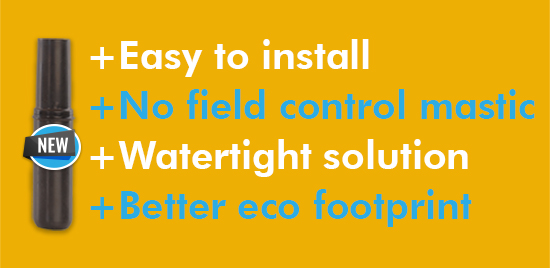 +Easy to install
+No field control mastic
NEW
+Watertight solution
+Better eco footprint